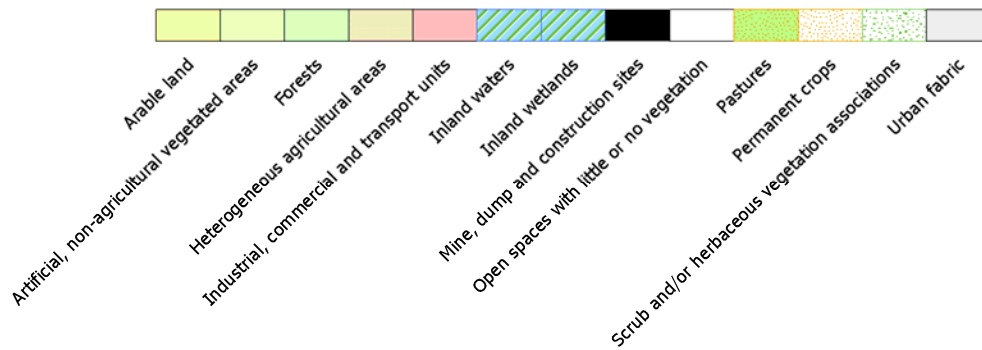 Arable land
Artificial, non-agricultural vegetated areas
Forests
Heterogeneous agricultural areas
Industrial, commercial and transport units
Inland waters
Inland wetlands
Mine, dump and construction sites
Open spaces with little or no vegetation
Pastures
Permanent crops
Scrub and/or herbaceous vegetation associations
Urban fabric